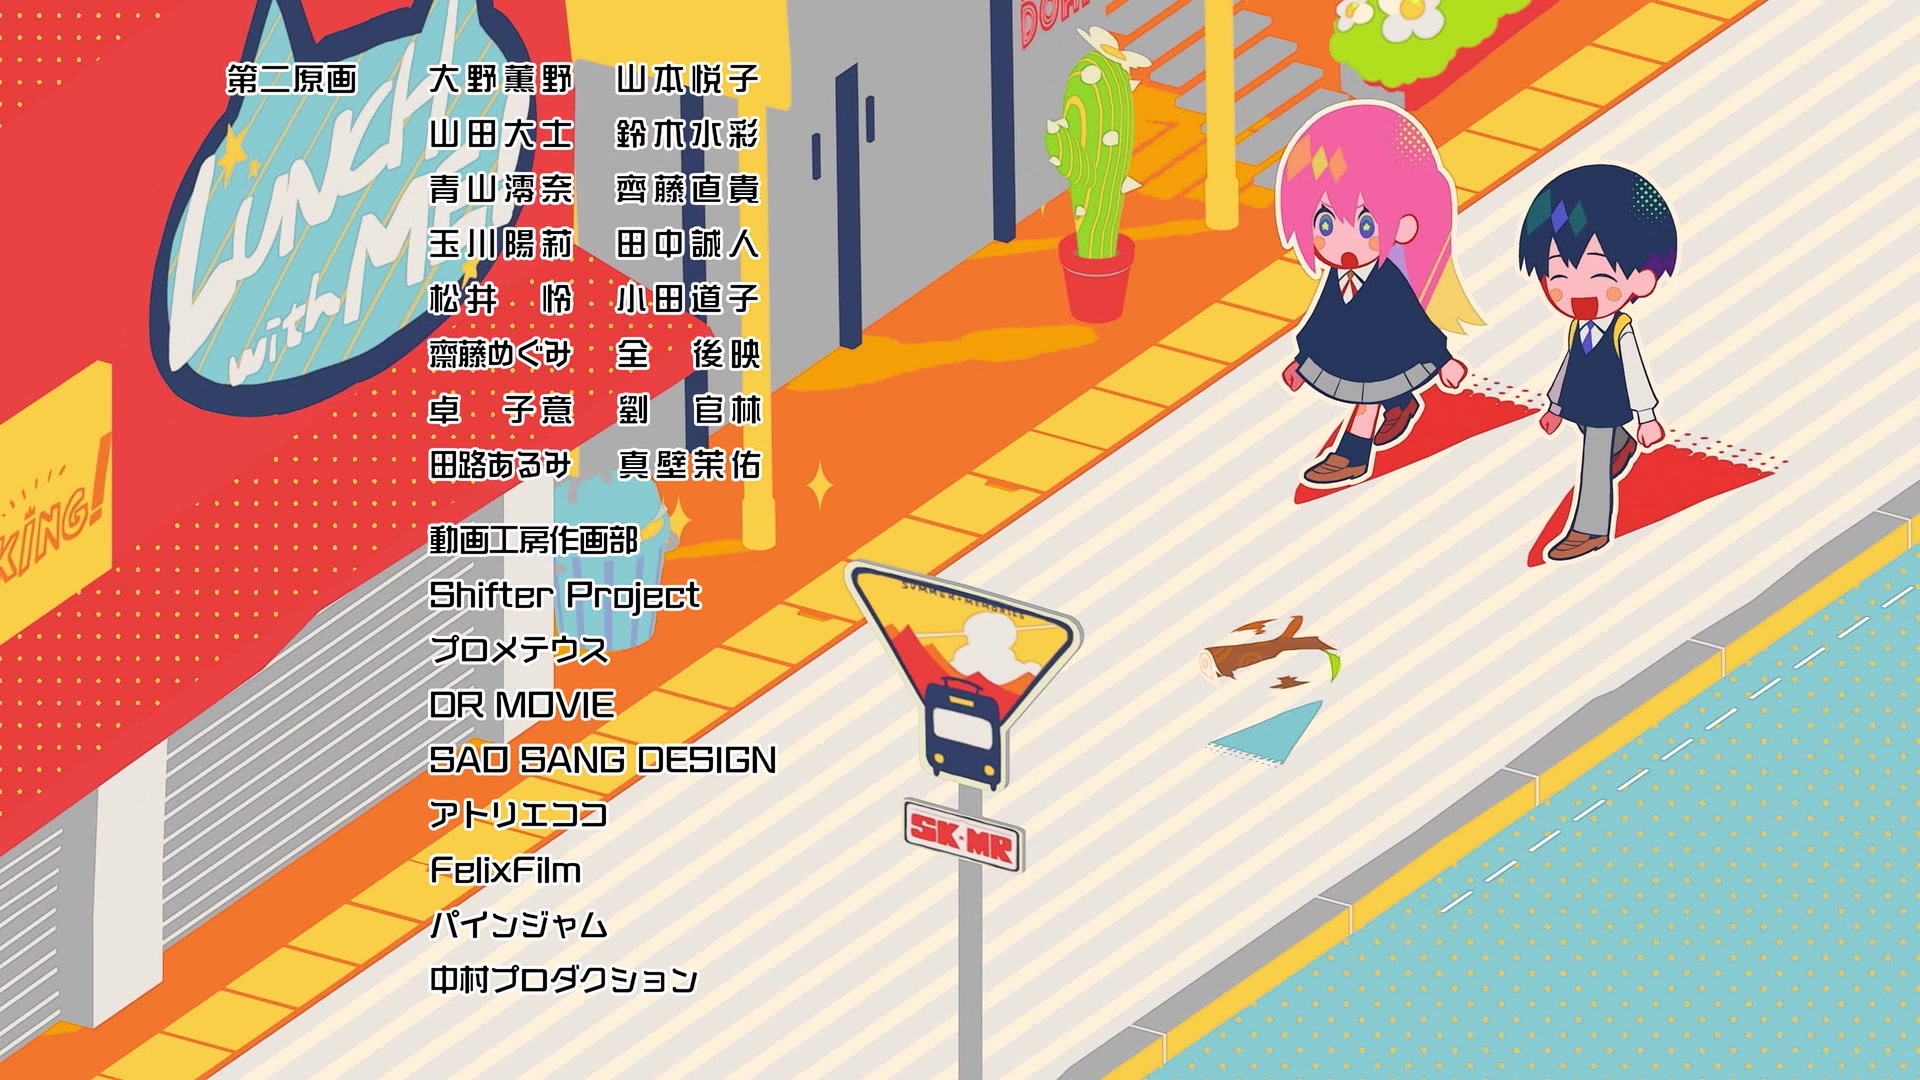 第二原画
大野薫野 山本悦子
山田大士 鈴木水彩
青山澪奈 齊藤直貴
玉川陽莉 田中誠人
松井 怜 小田道子
齋藤めぐみ 全 後映
卓 子意 劉 官林
田路あるみ 真壁茉佑
動画工房作画部
Shifter Project
プロメテウス
DR MOVIE
SAO SANG DESIGN
アトリエココ
FelixFilm
パインジャム
中村プロダクション
LUNCH
with ME!
KING!
SUMMER・MEMORIES
SK・MR